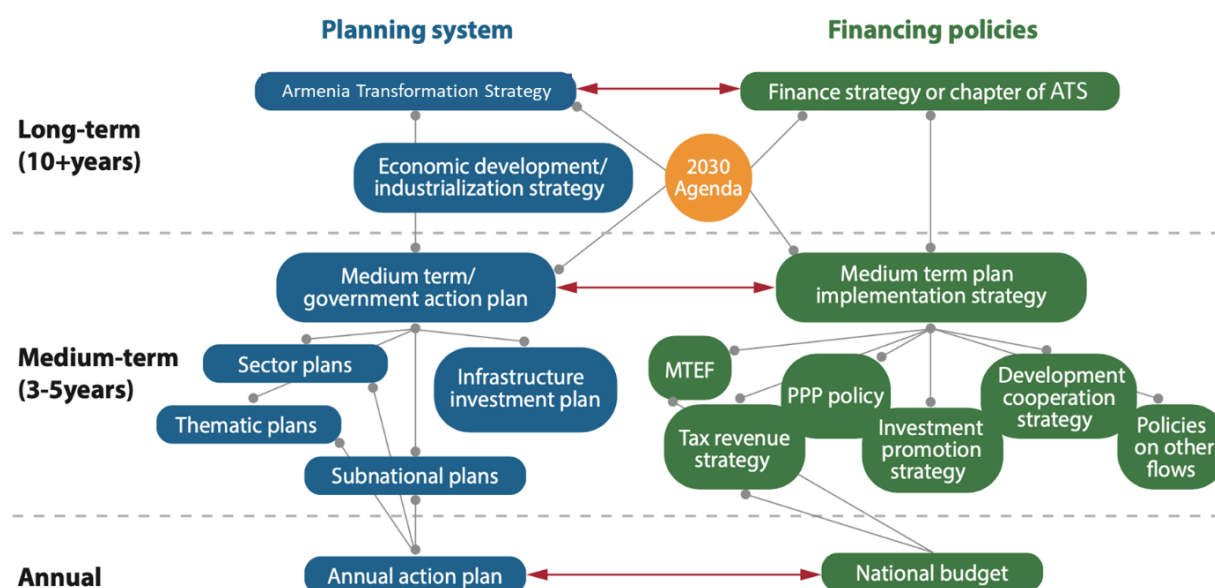 Planning system
Financing policies
Armenia Transformation Strategy
Finance strategy or chapter of ATS
Long-term
(10+years)
Economic development/
industrialization strategy
2030
Agenda
Medium term/
government action plan
Medium term plan
implementation strategy
Medium-term
(3-5years)
Sector plans
Infrastructure
investment plan
Thematic plans
Subnational plans
MTEF
PPP policy
Development
cooperation
strategy
Tax revenue
strategy
Investment
promotion
strategy
Policies
on other
flows
Annual
Annual action plan
National budget